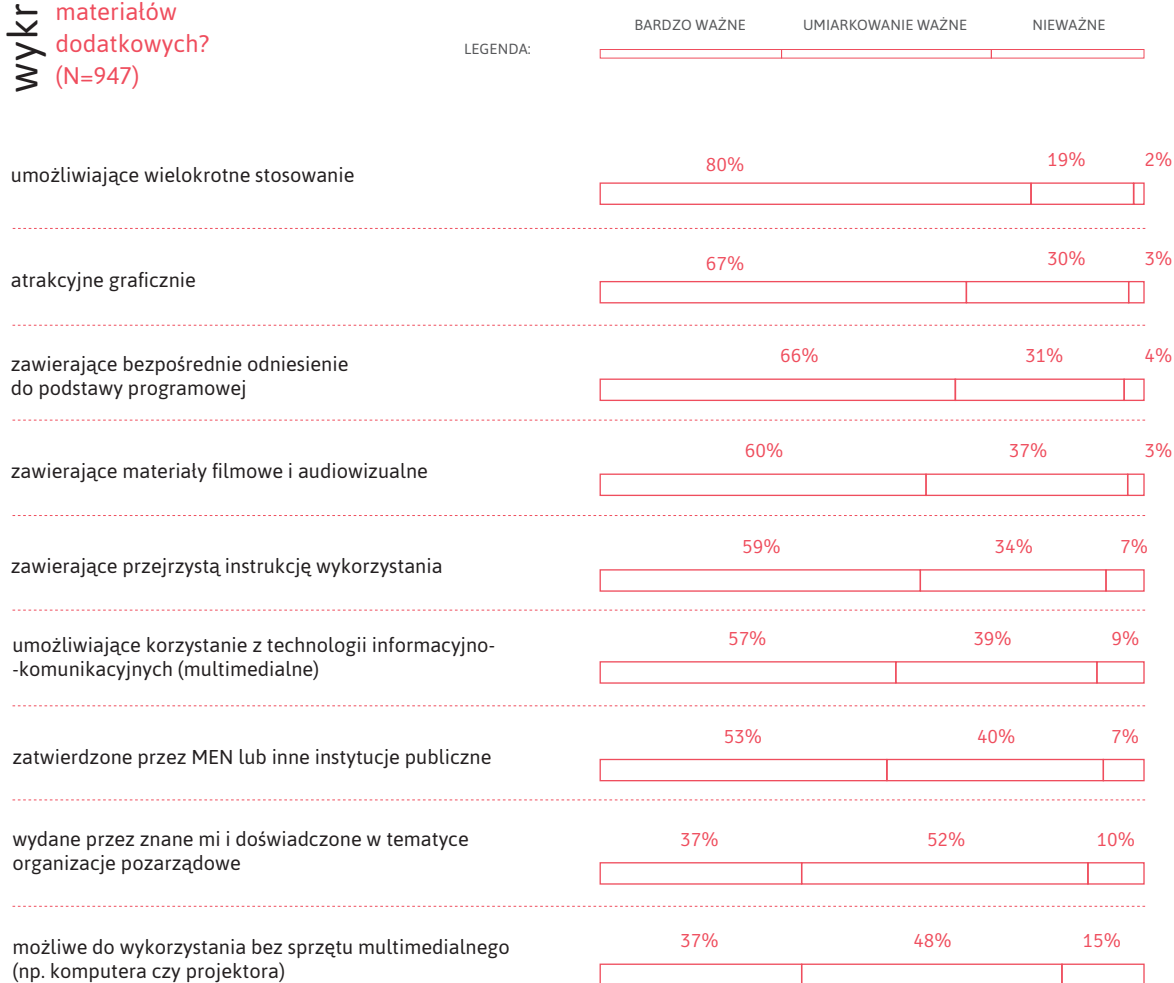 wykr
materiałów
dodatkowych?
(N=947)
LEGENDA:
BARDZO WAŻNE UMIARKOWANIE WAŻNE NIEWAŻNE
umożliwiające wielokrotne stosowanie
80% 19% 2%
atrakcyjne graficznie
67% 30% 3%
zawierające bezpośrednie odniesienie
do podstawy programowej
66% 31% 4%
zawierające materiały filmowe i audiowizualne
60% 37% 3%
zawierające przejrzystą instrukcję wykorzystania
59% 34% 7%
umożliwiające korzystanie z technologii informacyjno-
-komunikacyjnych (multimedialne)
57% 39% 9%
zatwierdzone przez MEN lub inne instytucje publiczne
53% 40% 7%
wydane przez znane mi i doświadczone w tematyce
organizacje pozarządowe
37% 52% 10%
możliwe do wykorzystania bez sprzętu multimedialnego
(np. komputera czy projektora)
37% 48% 15%